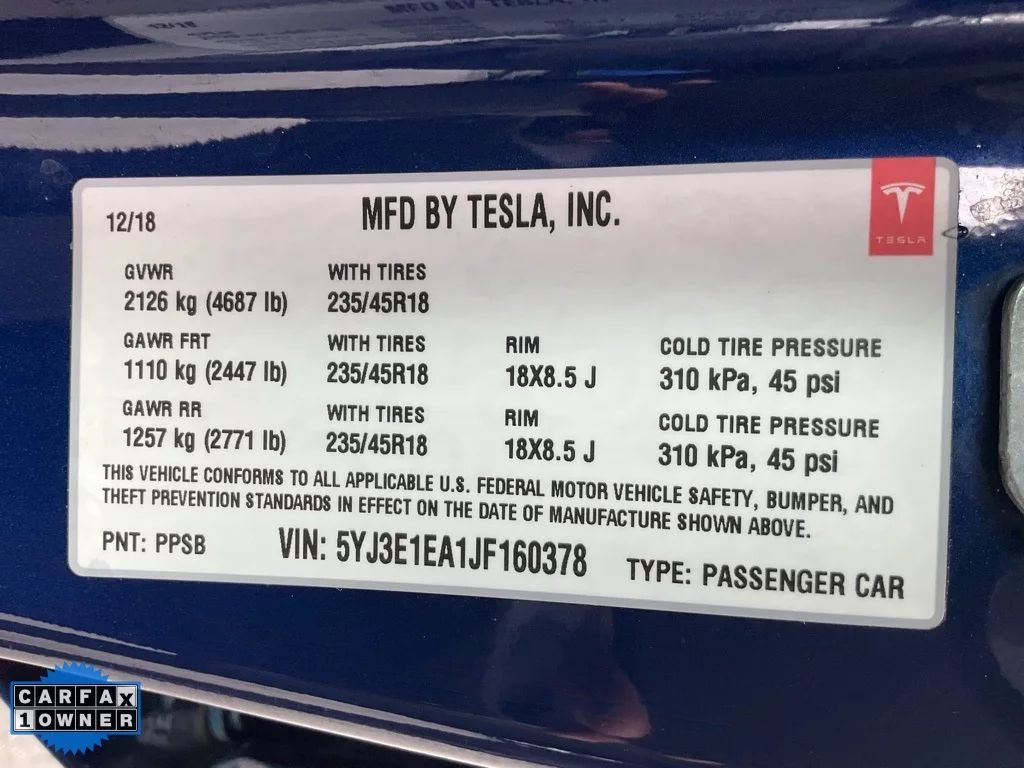 12/18
MFD BY TESLA, INC.
TESLA
GVWR WITH TIRES
2126 kg (4687 lb) 235/45R18
GAWR FRT WITH TIRES RIM COLD TIRE PRESSURE
1110 kg (2447 lb) 235/45R18 18X8.5 J 310 kPa, 45 psi
GAWR RR WITH TIRES RIM COLD TIRE PRESSURE
1257 kg (2771 lb) 235/45R18 18X8.5 J 310 kPa, 45 psi
THIS VEHICLE CONFORMS TO ALL APPLICABLE U.S. FEDERAL MOTOR VEHICLE SAFETY, BUMPER, AND
THEFT PREVENTION STANDARDS IN EFFECT ON THE DATE OF MANUFACTURE SHOWN ABOVE.
PNT: PPSB VIN: 5YJ3E1EA1JF160378 TYPE: PASSENGER CAR
CARFAX
1 OWNER